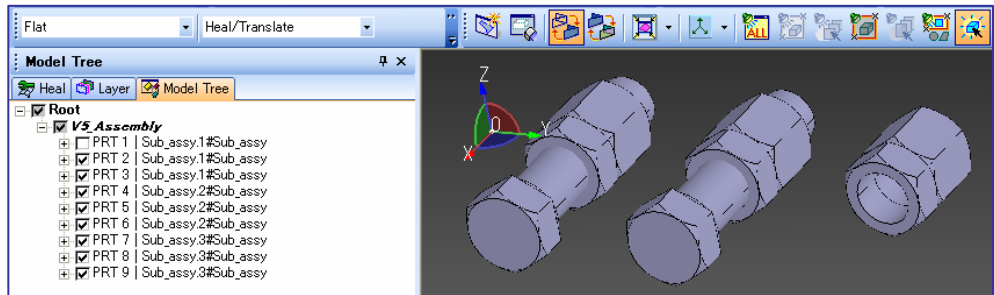 Flat
Heal/Translate
ALL
Model Tree
Heal
Layer
Model Tree
Root
V5_Assembly
PRT 1 | Sub_assy.1#Sub_assy
PRT 2 | Sub_assy.1#Sub_assy
PRT 3 | Sub_assy.1#Sub_assy
PRT 4 | Sub_assy.2#Sub_assy
PRT 5 | Sub_assy.2#Sub_assy
PRT 6 | Sub_assy.2#Sub_assy
PRT 7 | Sub_assy.3#Sub_assy
PRT 8 | Sub_assy.3#Sub_assy
PRT 9 | Sub_assy.3#Sub_assy
Z
O
Y
X